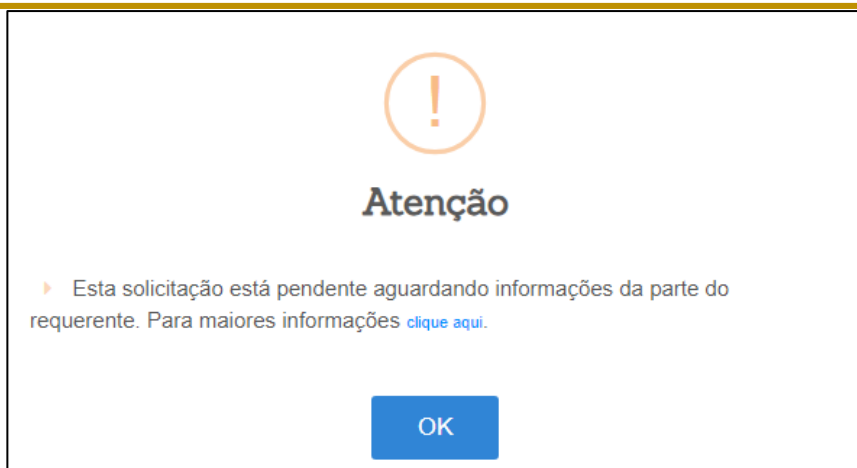 !
Atenção
Esta solicitação está pendente aguardando informações da parte do
requerente. Para maiores informações clique aqui.
OK